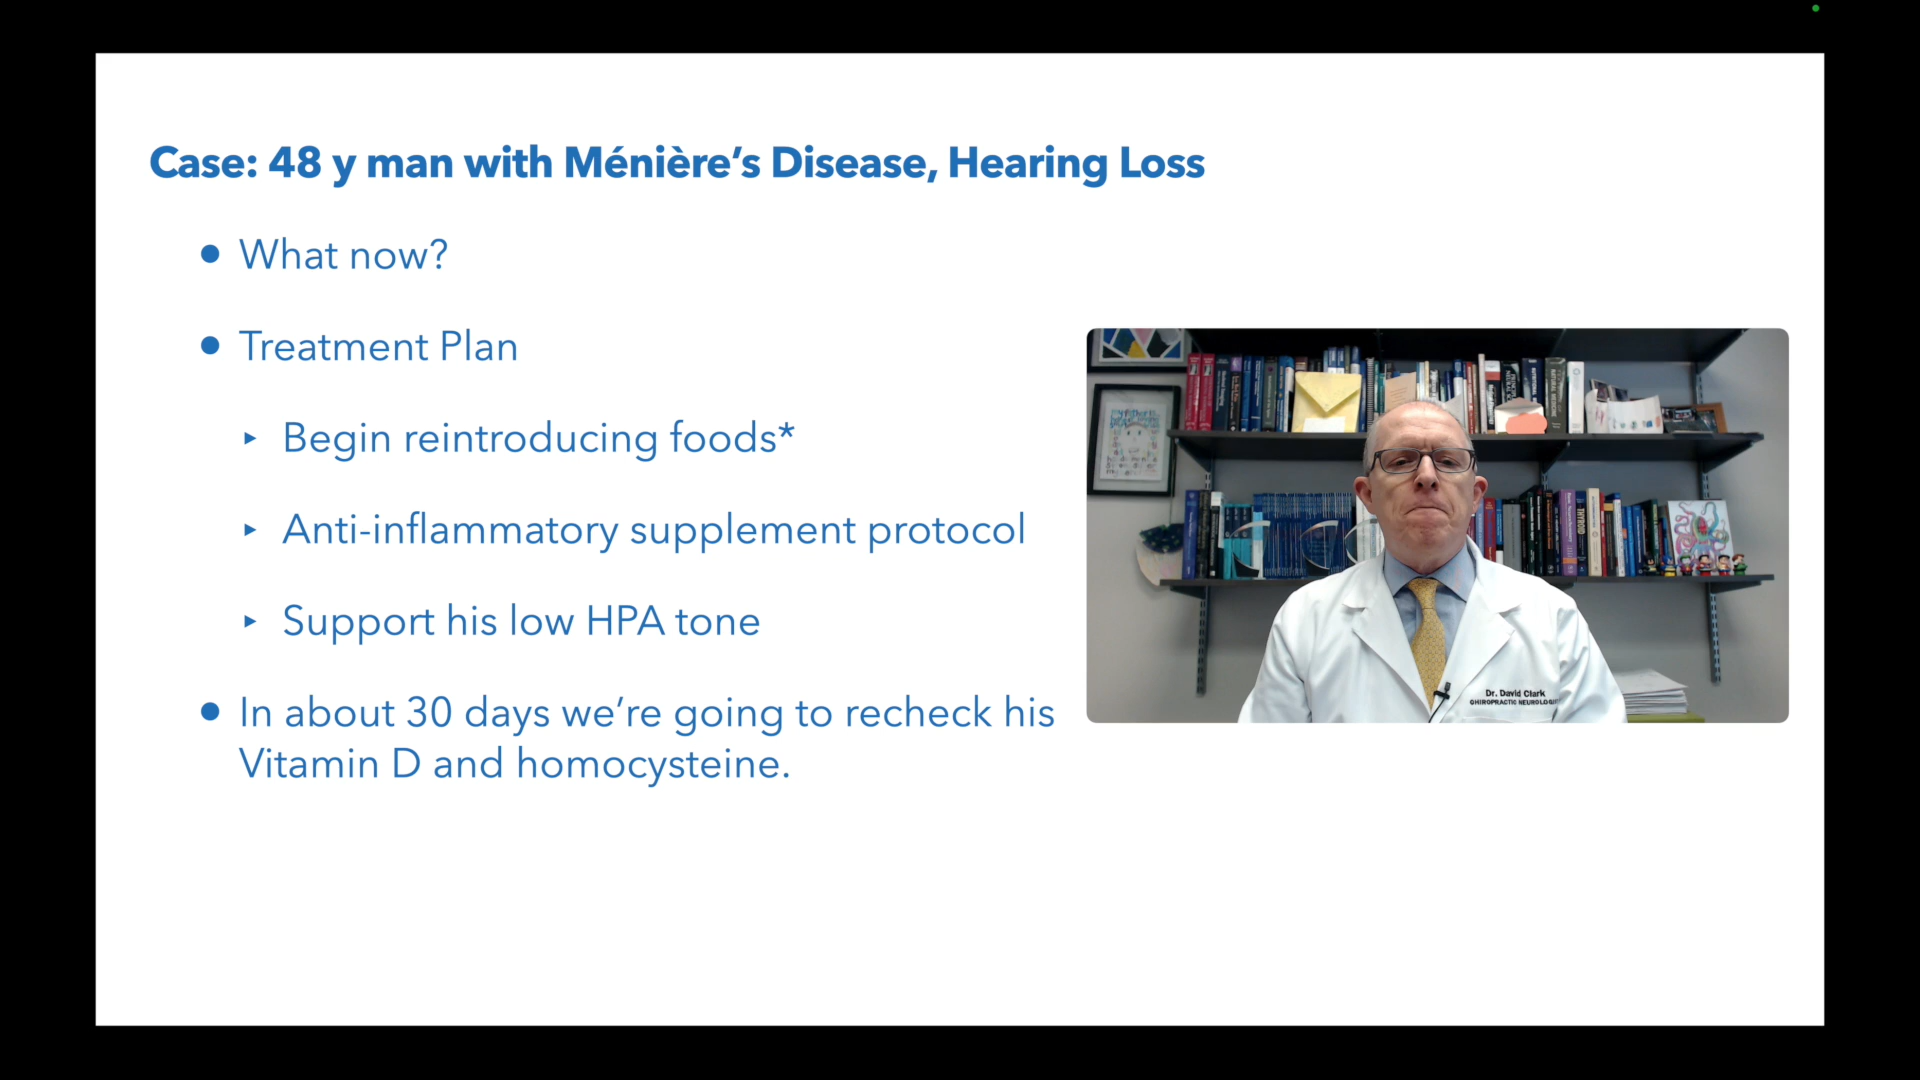 Case: 48 y man with Ménière’s Disease, Hearing Loss
● What now?
● Treatment Plan
‣ Begin reintroducing foods*
‣ Anti-inflammatory supplement protocol
‣ Support his low HPA tone
● In about 30 days we’re going to recheck his
Vitamin D and homocysteine.
THYROID
Dr. David Clark
CHIROPRACTIC